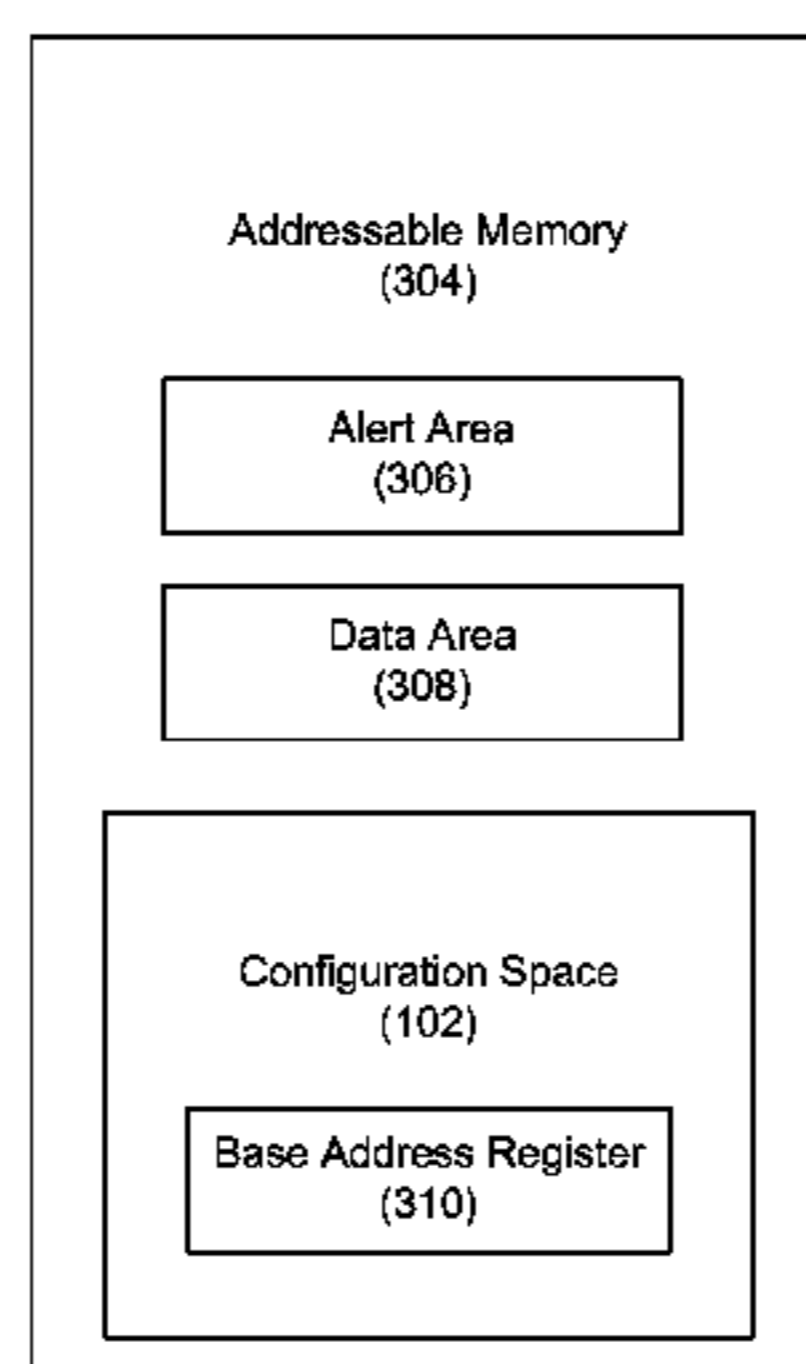 Addressable Memory
(304)
Alert Area
(306)
Data Area
(308)
Configuration Space
(102)
Base Address Register
(310)